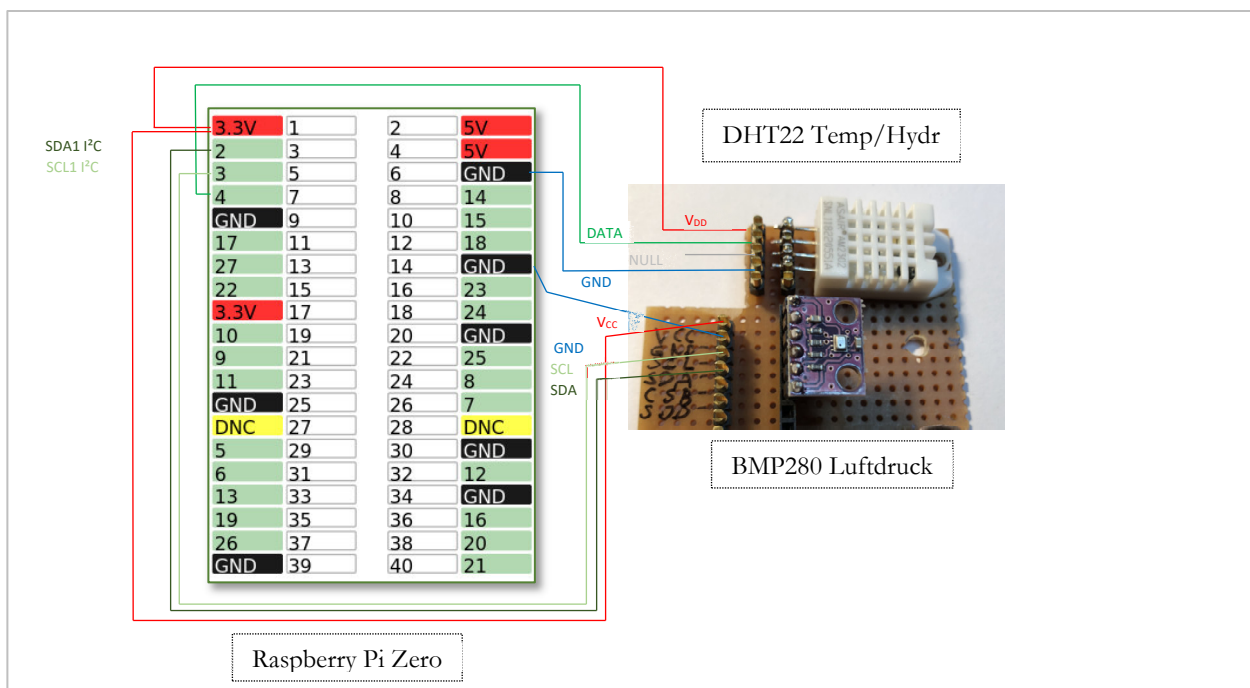 DHT22 Temp/Hydr
SDA1 I²C
SCL1 I²C
3.3V 1 2 5V
2 3 4 5V
3 5 6 GND
4 7 8 14
GND 9 10 15
17 11 12 18
27 13 14 GND
22 15 16 23
3.3V 17 18 24
10 19 20 GND
9 21 22 25
11 23 24 8
GND 25 26 7
DNC 27 28 DNC
5 29 30 GND
6 31 32 12
13 33 34 GND
19 35 36 16
26 37 38 20
GND 39 40 21
VDD
DATA
NULL
GND
VCC
GND
SCL
SDA
VCC
GND
SCL
SDA
CSB
BMP280 Luftdruck
Raspberry Pi Zero